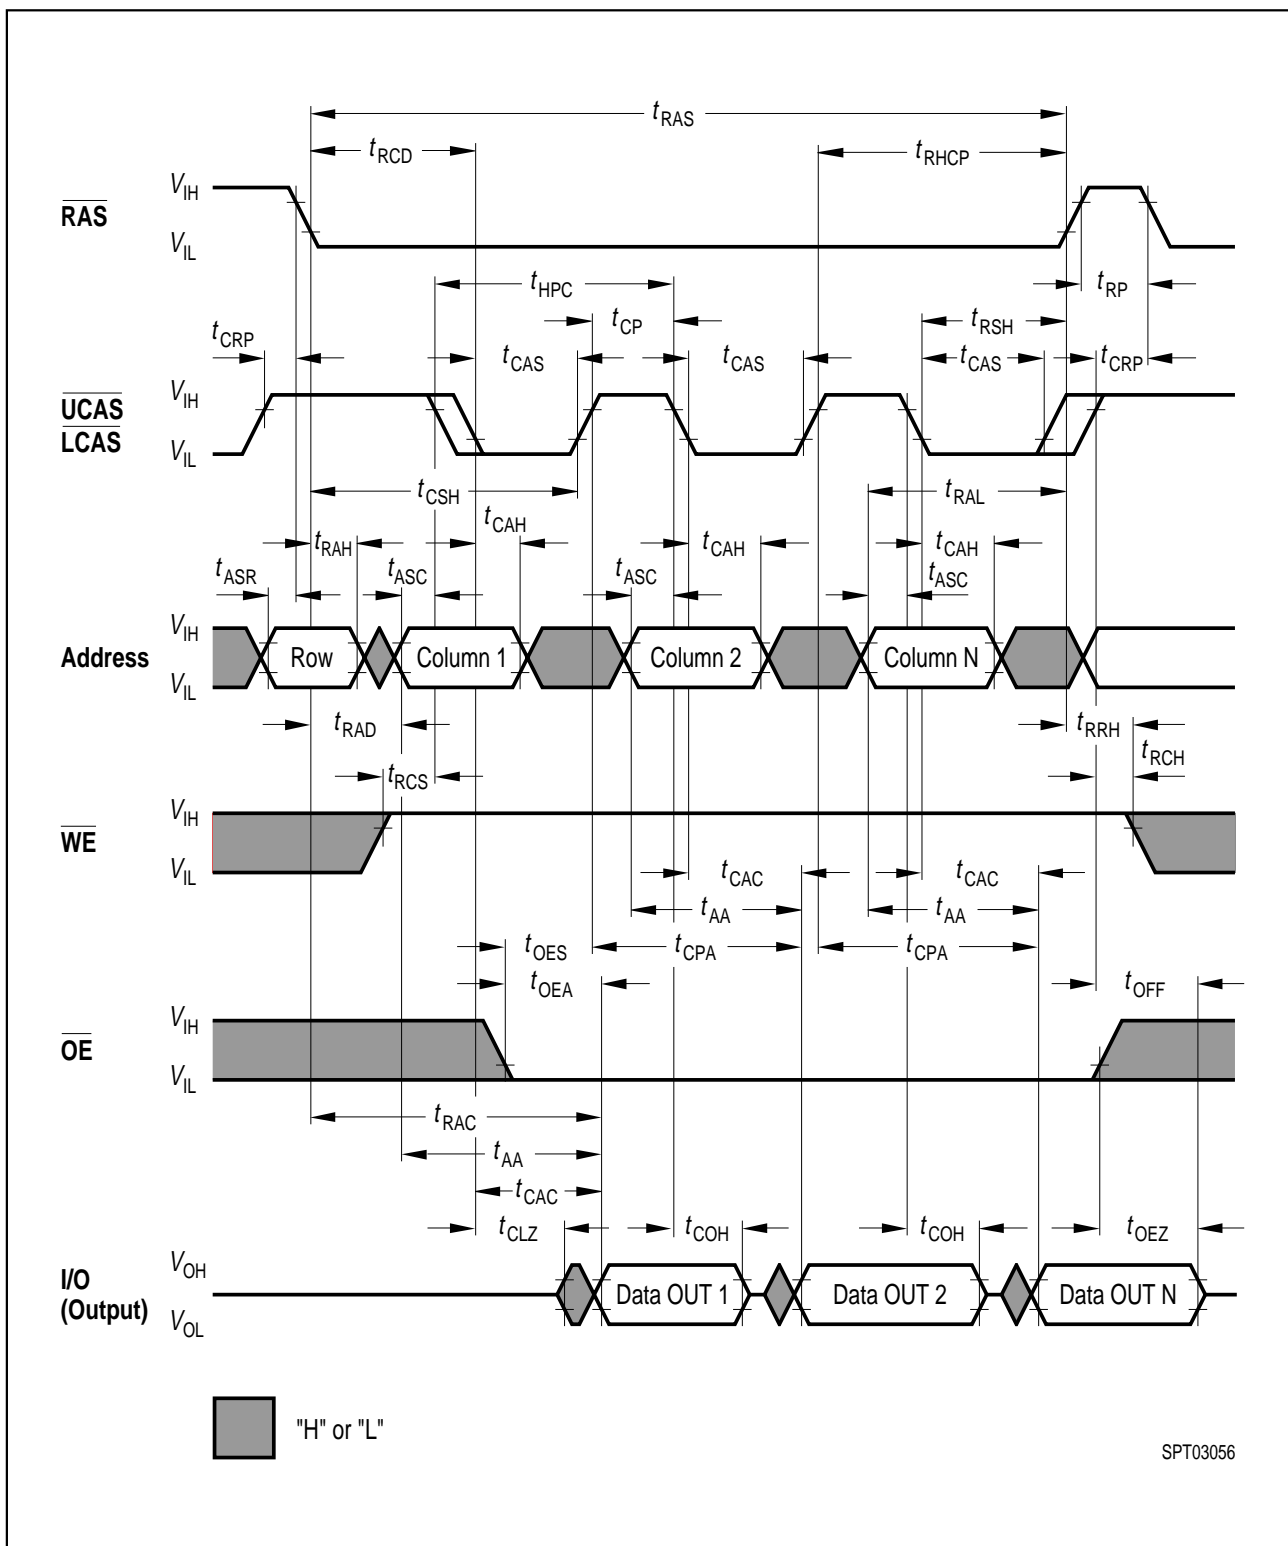 tRAS
tRCD tRHCP
VIH
RAS
VIL
tHPC tRP
tCP tRSH
tCRP
tCAS tCAS tCAS tCRP
VIH
UCAS
LCAS
VIL
tCSH tRAL
tCAH
tRAH tCAH tCAH
tASR tASC tASC tASC
VIH
Address Row Column 1 Column 2 Column N
VIL
tRAD tRRH
tRCS tRCH
VIH
WE
VIL
tCAC tCAC
tAA tAA
tOES tCPA tCPA
tOEA tOFF
VIH
OE
VIL
tRAC
tAA
tCAC
tCLZ tCOH tCOH tOEZ
VOH
I/O
(Output) Data OUT 1 Data OUT 2 Data OUT N
VOL
"H" or "L"
SPT03056